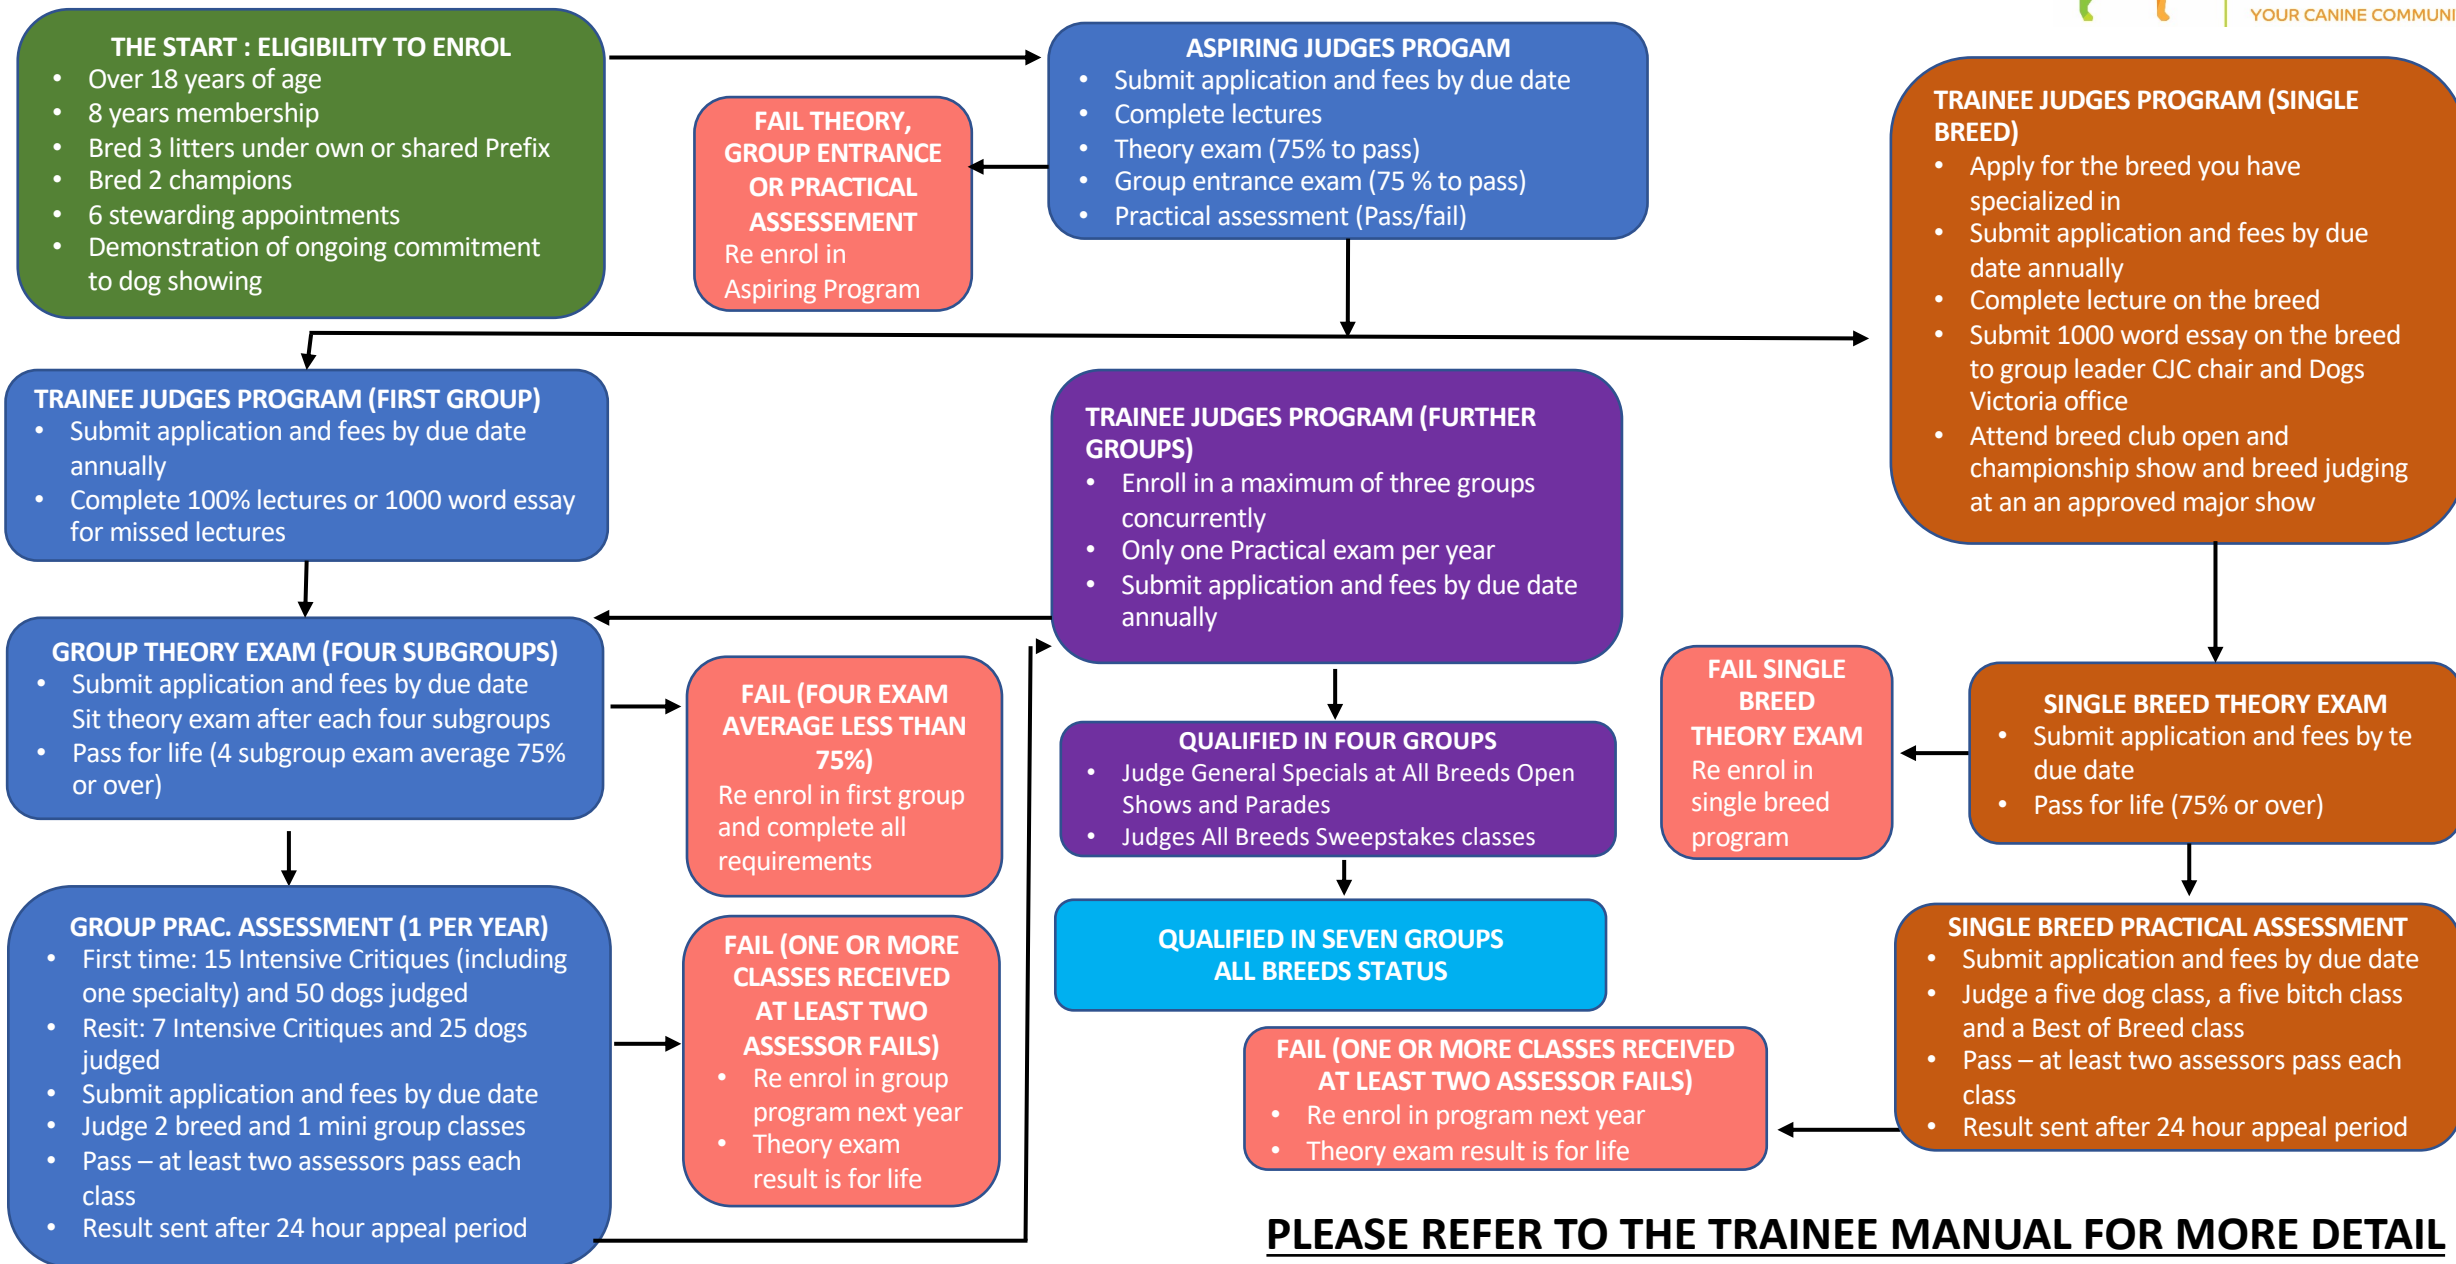 YOUR CANINE COMMUNI
THE START : ELIGIBILITY TO ENROL
• Over 18 years of age
• 8 years membership
• Bred 3 litters under own or shared Prefix
• Bred 2 champions
• 6 stewarding appointments
• Demonstration of ongoing commitment
to dog showing
ASPIRING JUDGES PROGAM
• Submit application and fees by due date
• Complete lectures
• Theory exam (75% to pass)
• Group entrance exam (75 % to pass)
• Practical assessment (Pass/fail)
FAIL THEORY,
GROUP ENTRANCE
OR PRACTICAL
ASSESSEMENT
Re enrol in
Aspiring Program
TRAINEE JUDGES PROGRAM (SINGLE
BREED)
• Apply for the breed you have
specialized in
• Submit application and fees by due
date annually
• Complete lecture on the breed
• Submit 1000 word essay on the breed
to group leader CJC chair and Dogs
Victoria office
• Attend breed club open and
championship show and breed judging
at an an approved major show
TRAINEE JUDGES PROGRAM (FIRST GROUP)
• Submit application and fees by due date
annually
• Complete 100% lectures or 1000 word essay
for missed lectures
TRAINEE JUDGES PROGRAM (FURTHER
GROUPS)
• Enroll in a maximum of three groups
concurrently
• Only one Practical exam per year
• Submit application and fees by due date
annually
GROUP THEORY EXAM (FOUR SUBGROUPS)
• Submit application and fees by due date
Sit theory exam after each four subgroups
• Pass for life (4 subgroup exam average 75%
or over)
FAIL (FOUR EXAM
AVERAGE LESS THAN
75%)
Re enrol in first group
and complete all
requirements
QUALIFIED IN FOUR GROUPS
• Judge General Specials at All Breeds Open
Shows and Parades
• Judges All Breeds Sweepstakes classes
FAIL SINGLE
BREED
THEORY EXAM
Re enrol in
single breed
program
SINGLE BREED THEORY EXAM
• Submit application and fees by te
due date
• Pass for life (75% or over)
GROUP PRAC. ASSESSMENT (1 PER YEAR)
• First time: 15 Intensive Critiques (including
one specialty) and 50 dogs judged
• Resit: 7 Intensive Critiques and 25 dogs
judged
• Submit application and fees by due date
• Judge 2 breed and 1 mini group classes
• Pass – at least two assessors pass each
class
• Result sent after 24 hour appeal period
FAIL (ONE OR MORE
CLASSES RECEIVED
AT LEAST TWO
ASSESSOR FAILS)
• Re enrol in group
program next year
• Theory exam
result is for life
QUALIFIED IN SEVEN GROUPS
ALL BREEDS STATUS
FAIL (ONE OR MORE CLASSES RECEIVED
AT LEAST TWO ASSESSOR FAILS)
• Re enrol in program next year
• Theory exam result is for life
SINGLE BREED PRACTICAL ASSESSMENT
• Submit application and fees by due date
• Judge a five dog class, a five bitch class
and a Best of Breed class
• Pass – at least two assessors pass each
class
• Result sent after 24 hour appeal period
PLEASE REFER TO THE TRAINEE MANUAL FOR MORE DETAIL